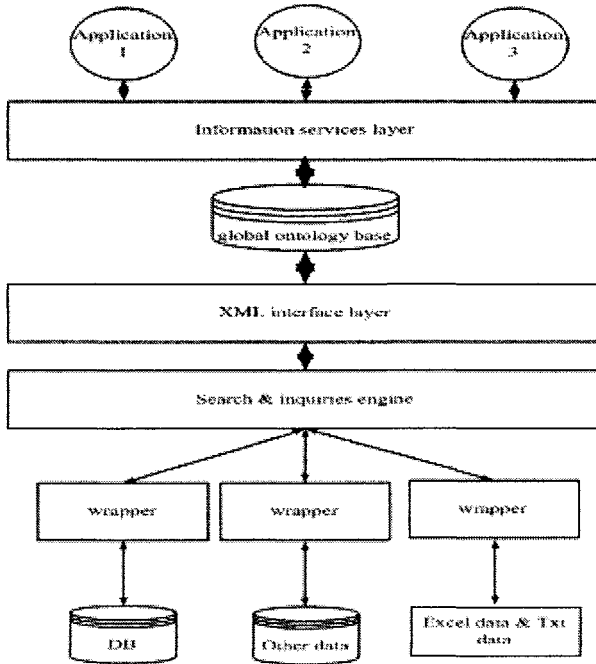 Application
1
Application
2
Application
3
Information services layer
global ontology base
XML interface layer
Search & inquiries engine
wrapper
wrapper
wrapper
DB
Other data
Excel data & Txt
data